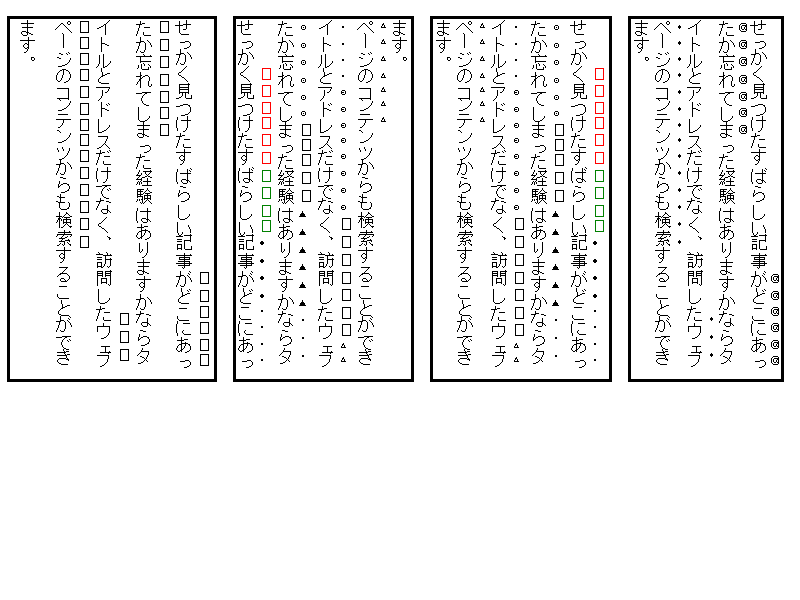 せっかく見つけたすばらしい記事がどこにあっ
たか忘れてしまった経験はありますかならタ
イトルとアドレスだけでなく、訪問したウェブ
ページのコンテンツからも検索することができ
ます。
せっかく見つけたすばらしい記事がどこにあっ
たか忘れてしまった経験はありますかならタ
イトルとアドレスだけでなく、訪問したウェブ
ページのコンテンツからも検索することができ
ます。
せっかく見つけたすばらしい記事がどこにあっ
たか忘れてしまった経験はありますかならタ
イトルとアドレスだけでなく、訪問したウェブ
ページのコンテンツからも検索することができ
ます。
せっかく見つけたすばらしい記事がどこにあっ
たか忘れてしまった経験はありますかならタ
イトルとアドレスだけでなく、訪問したウェブ
ページのコンテンツからも検索することができ
ます。